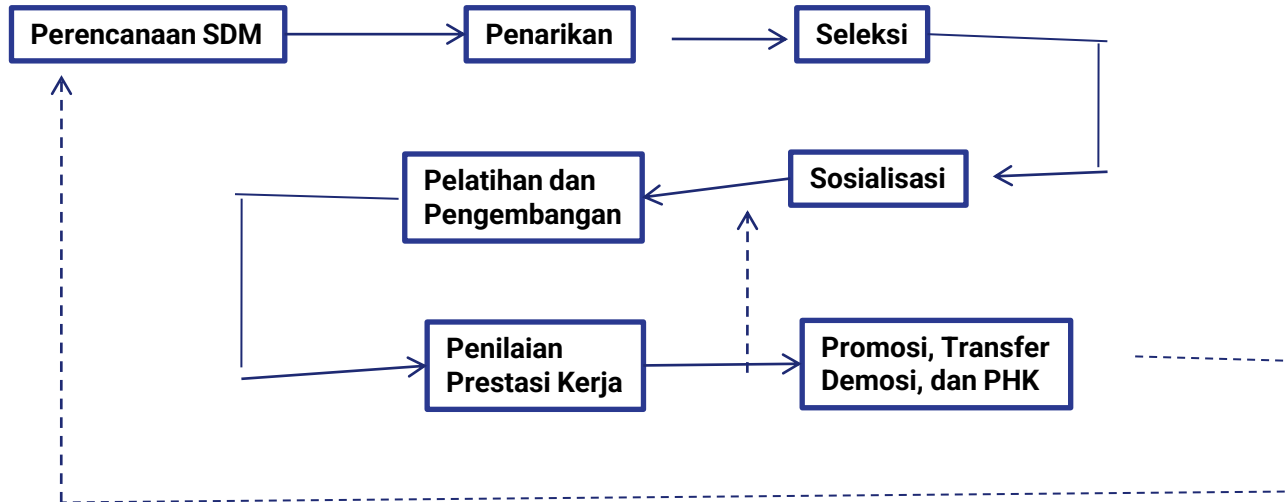 Perencanaan SDM
Penarikan
Seleksi
Pelatihan dan
Pengembangan
Sosialisasi
Penilaian
Prestasi Kerja
Promosi, Transfer
Demosi, dan PHK